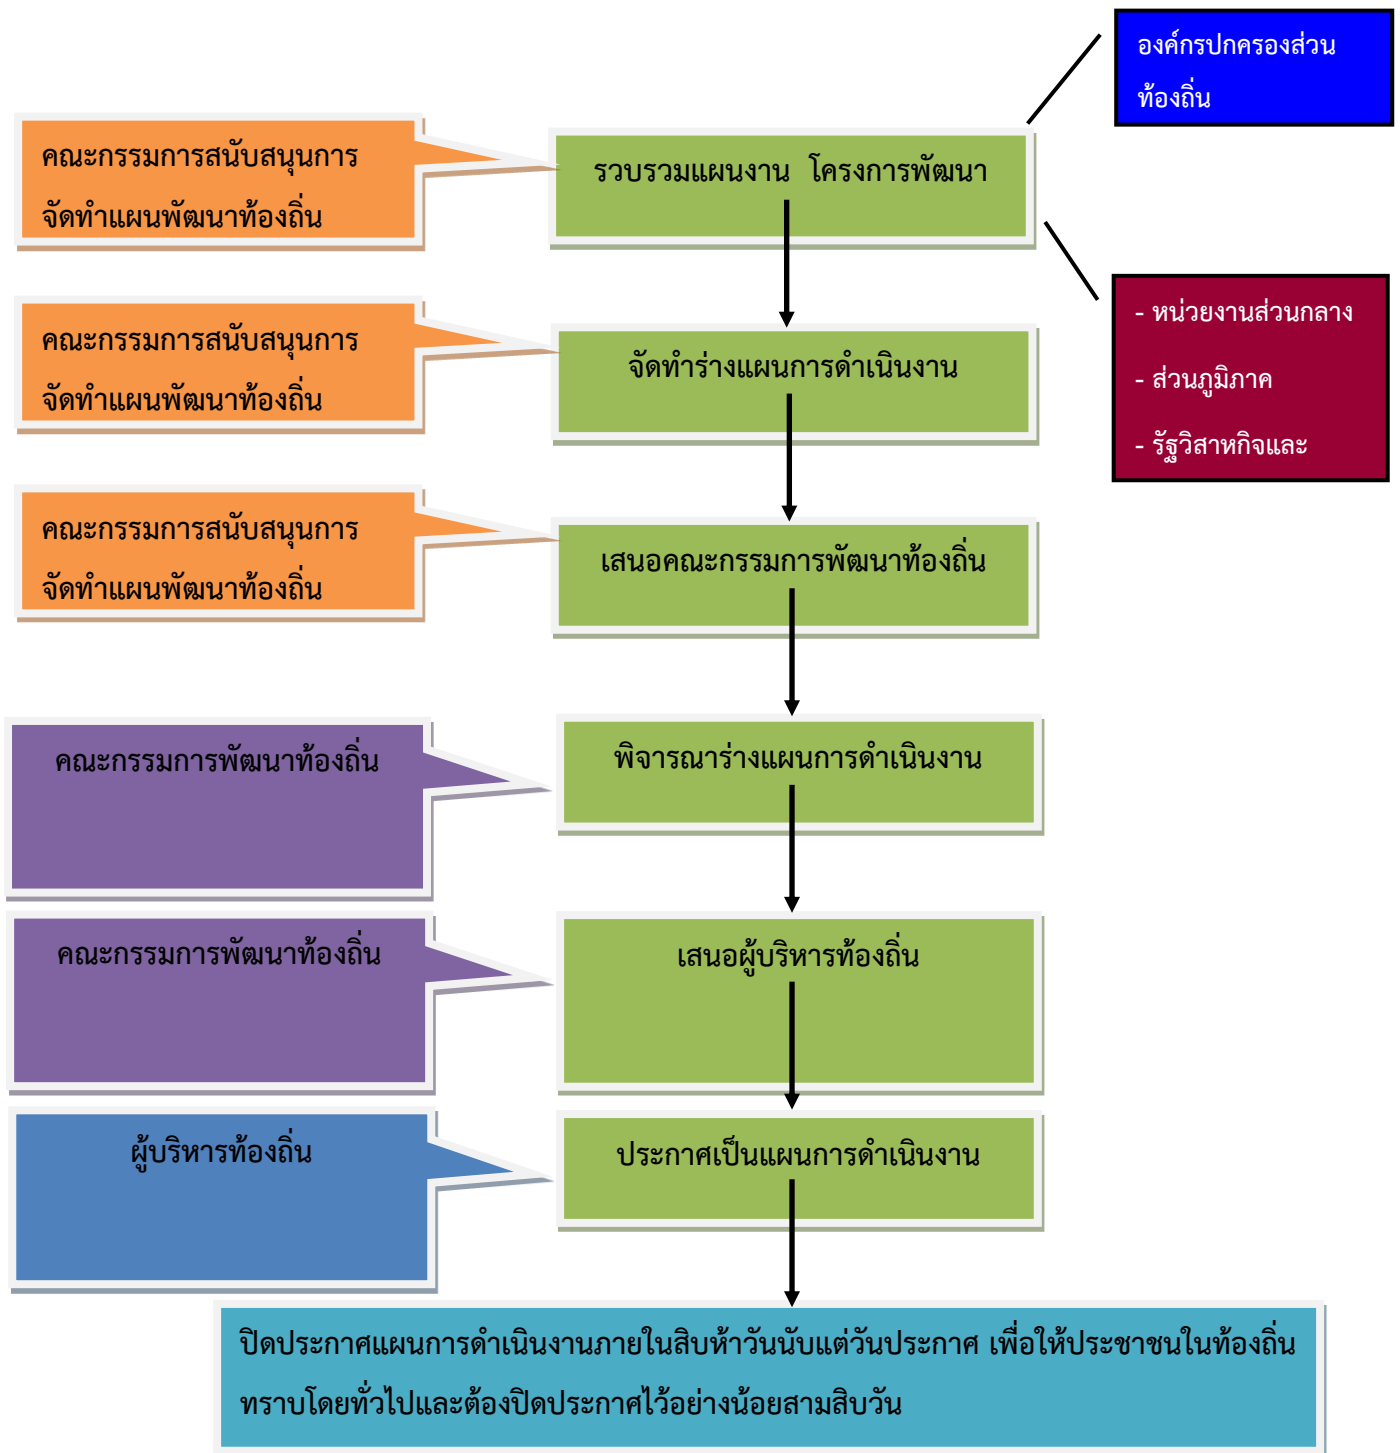 องค์กรปกครองส่วน
ท้องถิ่น
คณะกรรมการสนับสนุนการ
จัดทำแผนพัฒนาท้องถิ่น
รวบรวมแผนงาน โครงการพัฒนา
- หน่วยงานส่วนกลาง
- ส่วนภูมิภาค
- รัฐวิสาหกิจและ
คณะกรรมการสนับสนุนการ
จัดทำแผนพัฒนาท้องถิ่น
จัดทำร่างแผนการดำเนินงาน
คณะกรรมการสนับสนุนการ
จัดทำแผนพัฒนาท้องถิ่น
เสนอคณะกรรมการพัฒนาท้องถิ่น
คณะกรรมการพัฒนาท้องถิ่น
พิจารณาร่างแผนการดำเนินงาน
คณะกรรมการพัฒนาท้องถิ่น
เสนอผู้บริหารท้องถิ่น
ผู้บริหารท้องถิ่น
ประกาศเป็นแผนการดำเนินงาน
ปิดประกาศแผนการดำเนินงานภายในสิบห้าวันนับแต่วันประกาศ เพื่อให้ประชาชนในท้องถิ่น
ทราบโดยทั่วไปและต้องปิดประกาศไว้อย่างน้อยสามสิบวัน